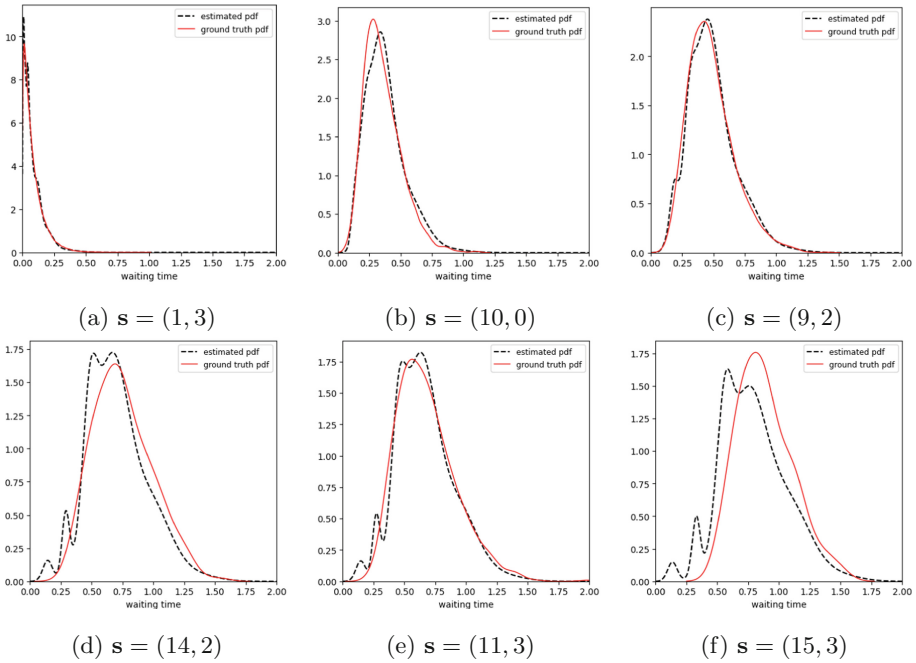 estimated pdf
ground truth pdf
10
8
6
4
2
0
0.00 0.25 0.50 0.75 1.00 1.25 1.50 1.75 2.00
waiting time
(a) s = (1, 3)
estimated pdf
ground truth pdf
3.0
2.5
2.0
1.5
1.0
0.5
0.0
0.00 0.25 0.50 0.75 1.00 1.25 1.50 1.75 2.00
waiting time
(b) s = (10, 0)
estimated pdf
ground truth pdf
2.0
1.5
1.0
0.5
0.0
0.00 0.25 0.50 0.75 1.00 1.25 1.50 1.75 2.00
waiting time
(c) s = (9, 2)
estimated pdf
ground truth pdf
1.75
1.50
1.25
1.00
0.75
0.50
0.25
0.00
0.00 0.25 0.50 0.75 1.00 1.25 1.50 1.75 2.00
waiting time
(d) s = (14, 2)
estimated pdf
ground truth pdf
1.75
1.50
1.25
1.00
0.75
0.50
0.25
0.00
0.00 0.25 0.50 0.75 1.00 1.25 1.50 1.75 2.00
waiting time
(e) s = (11, 3)
estimated pdf
ground truth pdf
1.75
1.50
1.25
1.00
0.75
0.50
0.25
0.00
0.00 0.25 0.50 0.75 1.00 1.25 1.50 1.75 2.00
waiting time
(f) s = (15, 3)